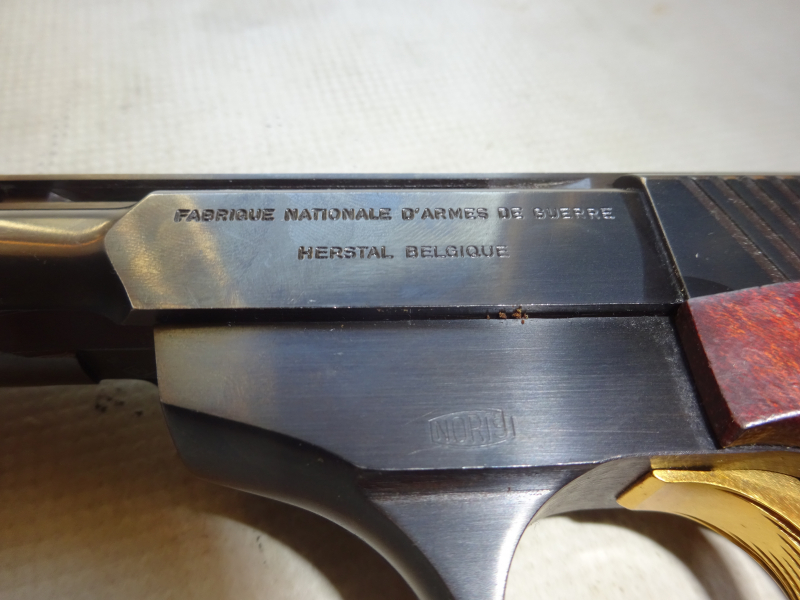 FABRIQUE NATIONALE D'ARMES DE GUERRE
HERSTAL BELGIQUE